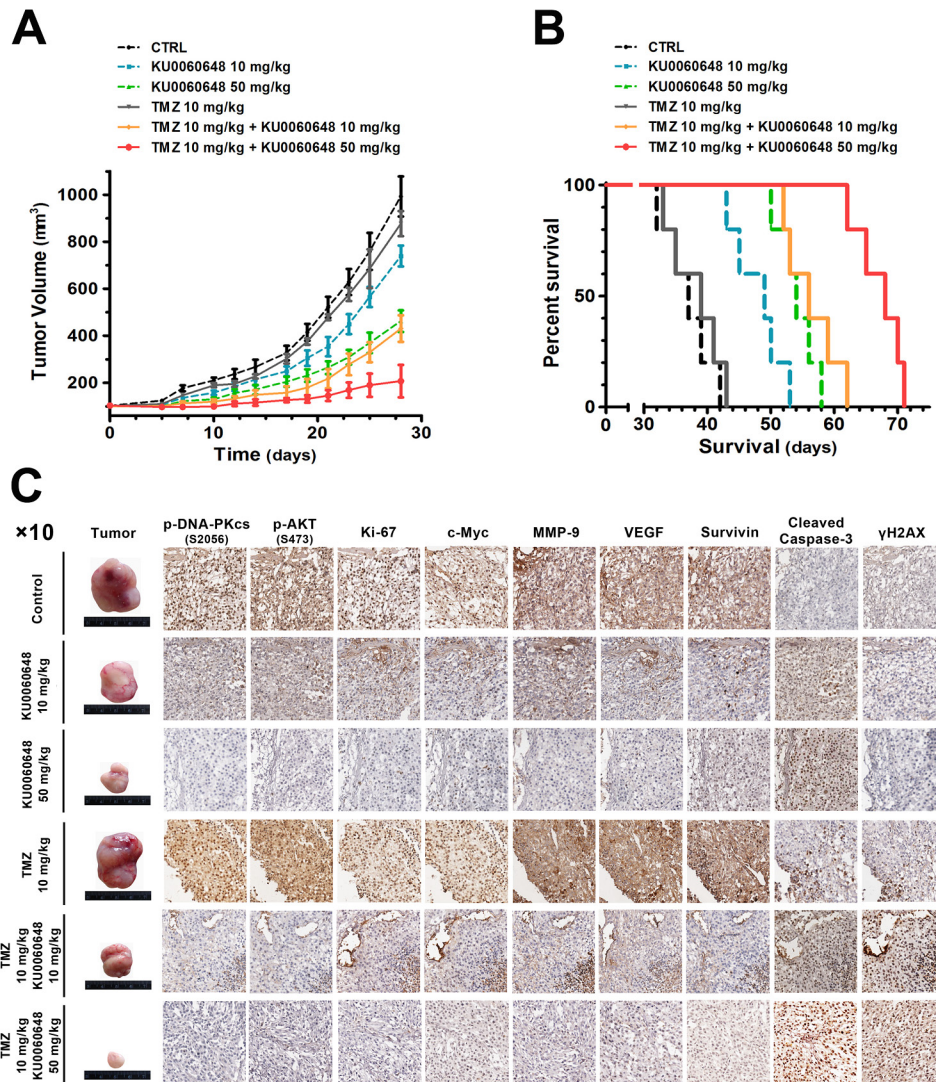 A
CTRL
KU0060648 10 mg/kg
KU0060648 50 mg/kg
TMZ 10 mg/kg
TMZ 10 mg/kg + KU0060648 10 mg/kg
TMZ 10 mg/kg + KU0060648 50 mg/kg
Tumor Volume (mm³)
1000
800
600
400
200
0
10
20
30
Time (days)
B
CTRL
KU0060648 10 mg/kg
KU0060648 50 mg/kg
TMZ 10 mg/kg
TMZ 10 mg/kg + KU0060648 10 mg/kg
TMZ 10 mg/kg + KU0060648 50 mg/kg
Percent survival
100
50
0
0
30
40
50
60
70
Survival (days)
C
×10
Tumor
p-DNA-PKcs
(S2056)
p-AKT
(S473)
Ki-67
c-Myc
MMP-9
VEGF
Survivin
Cleaved
Caspase-3
γH2AX
Control
KU0060648
10 mg/kg
KU0060648
50 mg/kg
TMZ
10 mg/kg
TMZ
10 mg/kg
KU0060648
10 mg/kg
TMZ
10 mg/kg
KU0060648
50 mg/kg